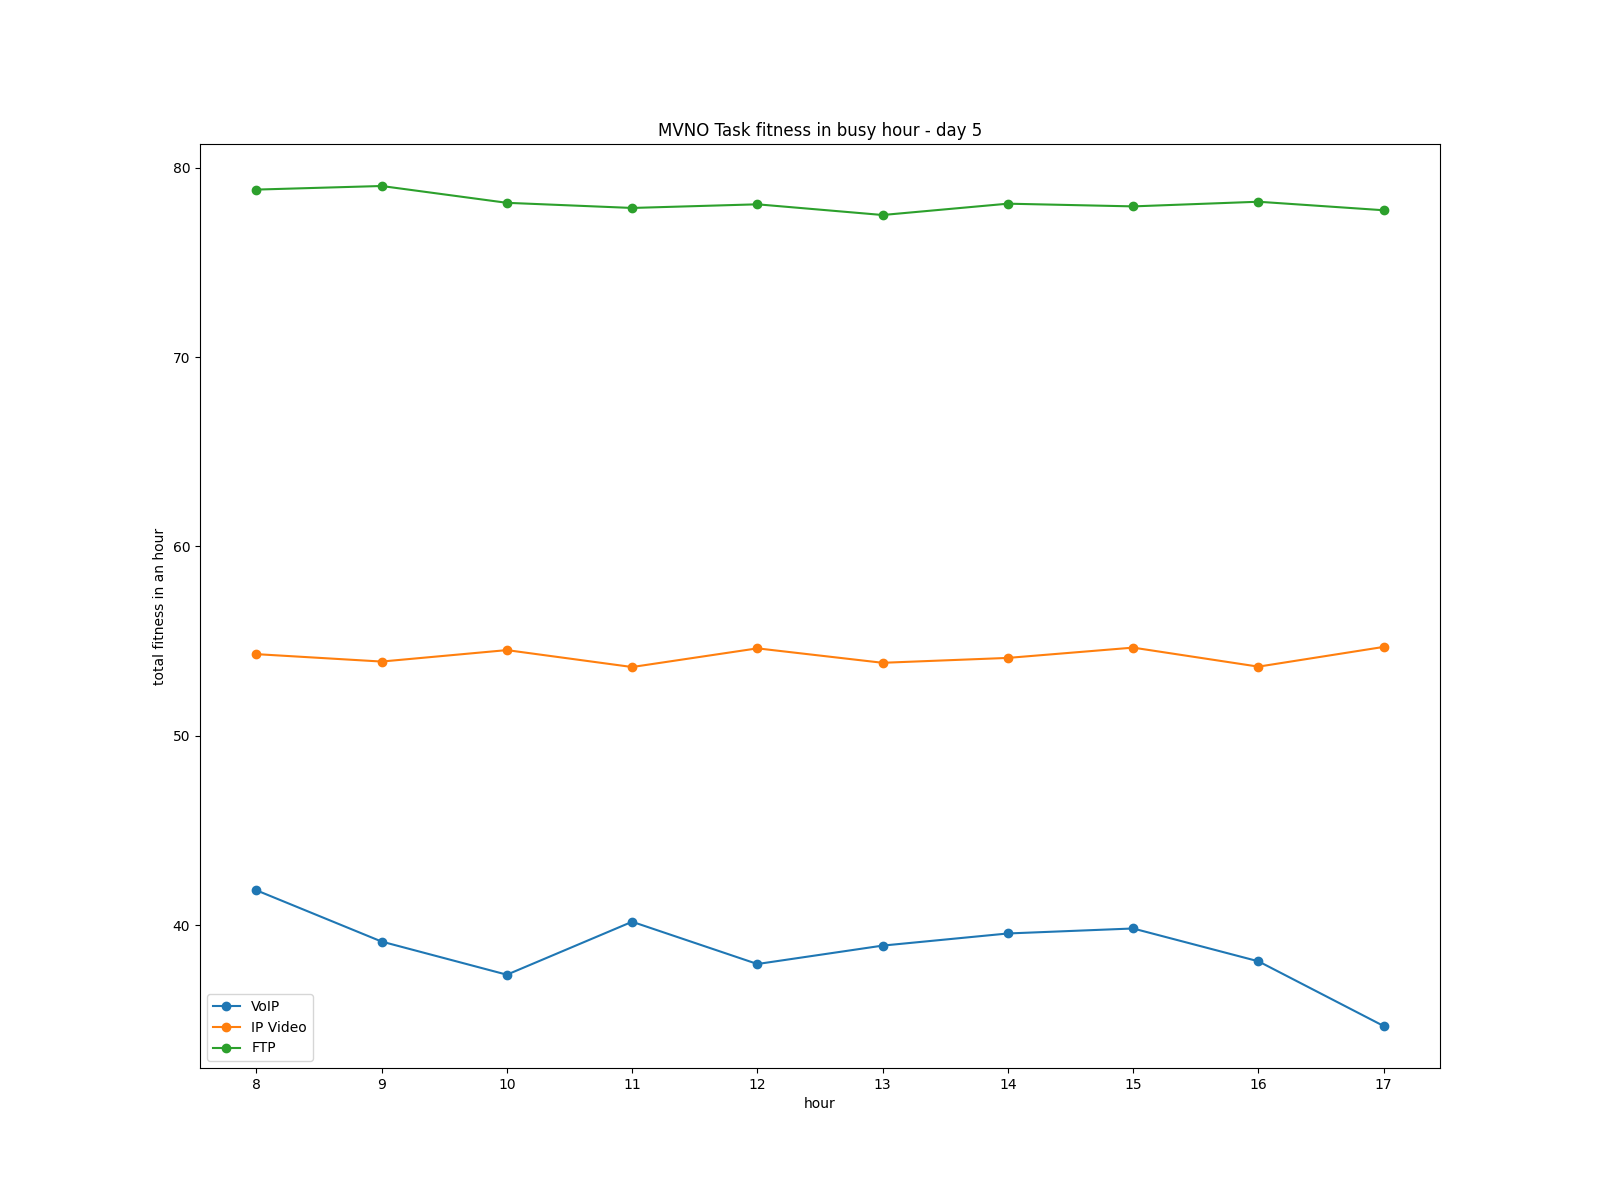 MVNO Task fitness in busy hour - day 5
80
70
60
50
40
total fitness in an hour
VoIP
IP Video
FTP
8 9 10 11 12 13 14 15 16 17
hour